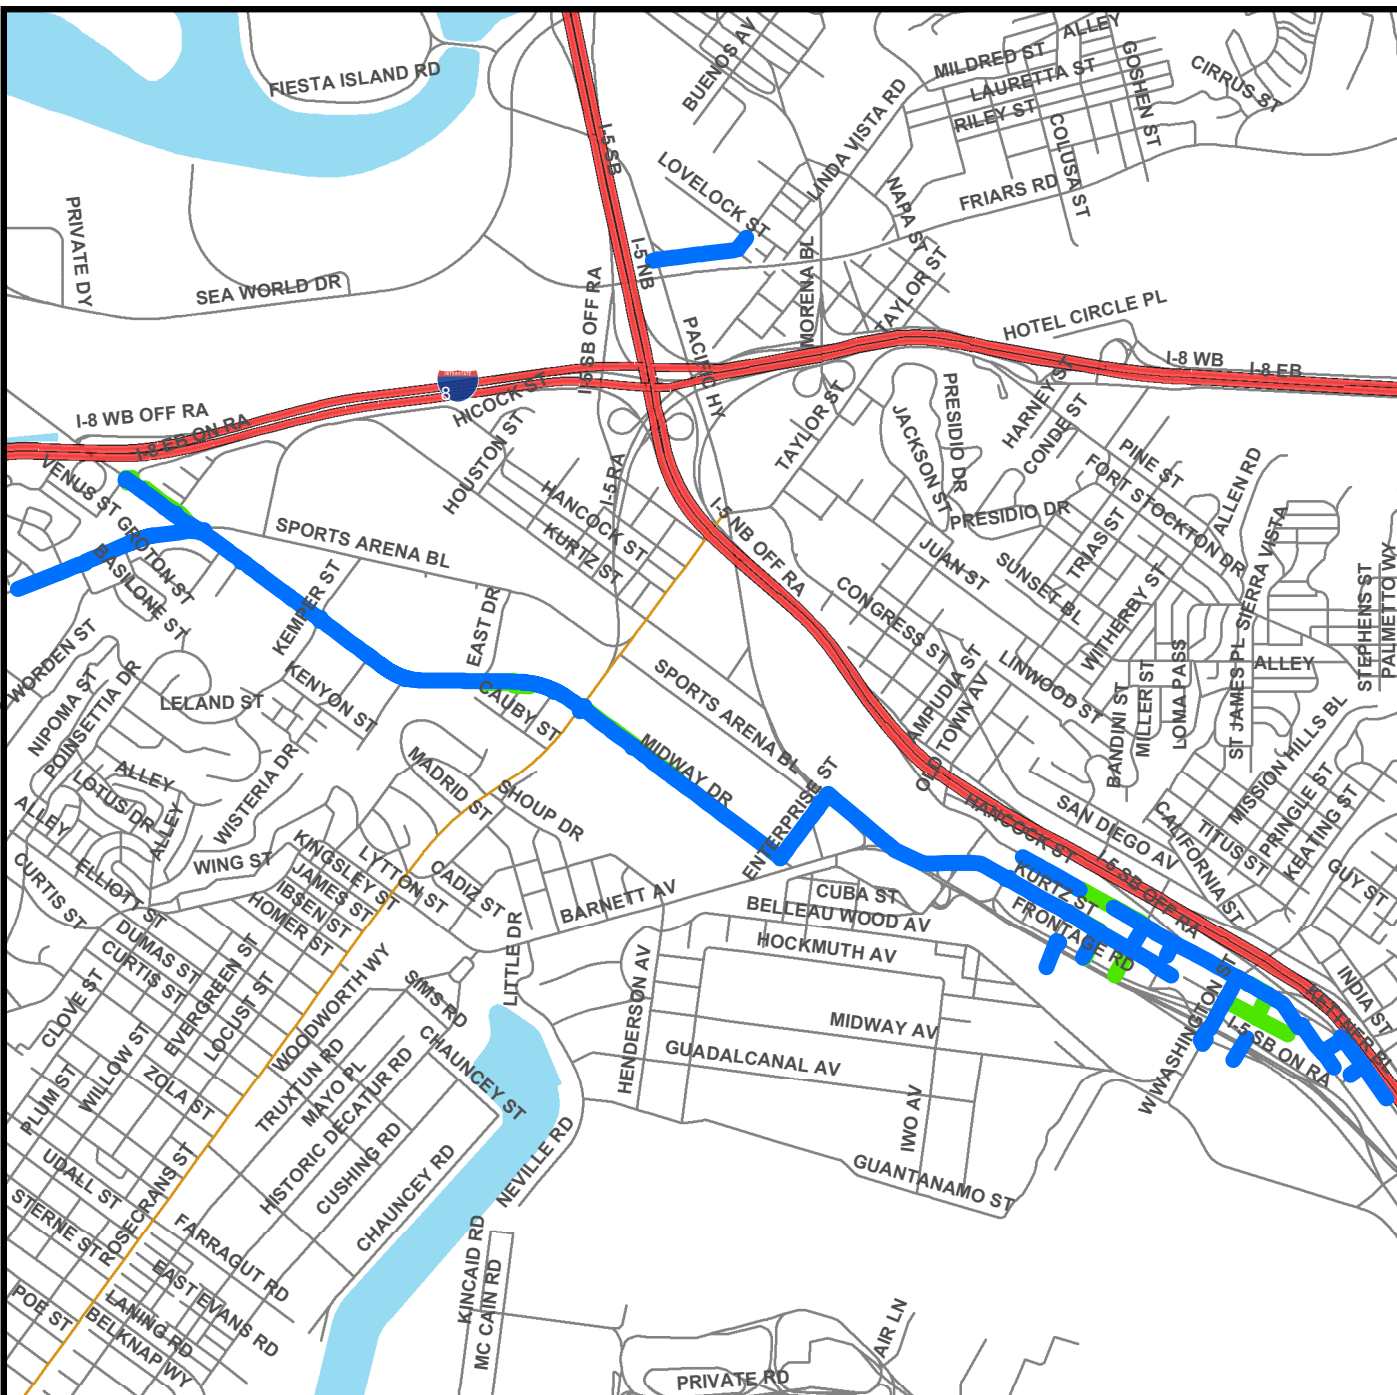 ALLEY
BUENOS AV
MILDRED ST
GOSHEN ST
CIRRUS ST
FIESTA ISLAND RD
LAURETTA ST
RILEY ST
I-5 SB
LINDA VISTA RD
COLUSA ST
LOVELOCK ST
NAPA ST
FRIARS RD
PRIVATE DY
I-5 NB
MORENA BL
TAYLOR ST
SEA WORLD DR
I-5 SB OFF RA
PACIFIC HY
HOTEL CIRCLE PL
I-8 WB
I-8 EB
8
HICOCK ST
I-8 WB OFF RA
I-8 EB ON RA
HOUSTON ST
TAYLOR ST
JACKSON ST
PRESIDIO DR
HARNEY ST
CONDE ST
PINE ST
FORT STOCKTON DR
ALLEN RD
VENUS ST
GROTON ST
I-5 RA
HANCOCK ST
KURTZ ST
I-5 NB OFF RA
PRESIDIO DR
TRIAS ST
SIERRA VISTA
BASILONE ST
SPORTS ARENA BL
JUAN ST
SUNSET BL
WITHERBY ST
STEPHENS ST
PALMETTO WY
KEMPER ST
EAST DR
CONGRESS ST
WORDEN ST
NIPOMA ST
POINSETTIA DR
LELAND ST
KENYON ST
CAUBY ST
SPORTS ARENA BL
AMPUDIA ST
OLD TOWN AV
LINWOOD ST
BANDINI ST
MILLER ST
LOMA PASS
ST JAMES PL
ALLEY
MISSION HILLS BL
MIDWAY DR
ALLEY
LOTUS DR
ALLEY
ALLEY
WISTERIA DR
MADRID ST
SHOUP DR
ENTERPRISE ST
HANCOCK ST
SAN DIEGO AV
CALIFORNIA ST
TITUS ST
PRINGLE ST
KEATING ST
GUY ST
CURTIS ST
ELLIOTT ST
WING ST
KINGSLEY ST
JAMES ST
IBSEN ST
HOMER ST
LYTTON ST
CADIZ ST
BARNETT AV
CUBA ST
BELLEAU WOOD AV
KURTZ ST
I-5 SB OFF RA
FRONTAGE RD
DUMAS ST
CURTIS ST
HOCKMUTH AV
CLOVE ST
EVERGREEN ST
LOCUST ST
WOODWORTH WY
SIMS RD
LITTLE DR
HENDERSON AV
W WASHINGTON ST
INDIA ST
KETTNER BL
WILLOW ST
PLUM ST
ZOLA ST
TRUXTUN RD
MAYO PL
HISTORIC DECATUR RD
CHAUNCEY ST
MIDWAY AV
GUADALCANAL AV
I-5 SB ON RA
IWO AV
CUSHING RD
CHAUNCEY RD
NEVILLE RD
GUANTANAMO ST
UDALL ST
STERNE ST
ROSECRANS ST
FARRAGUT RD
EAST EVANS RD
KINCAID RD
MC CAIN RD
POE ST
LANING RD
BELKNAP WY
AIR LN
PRIVATE RD